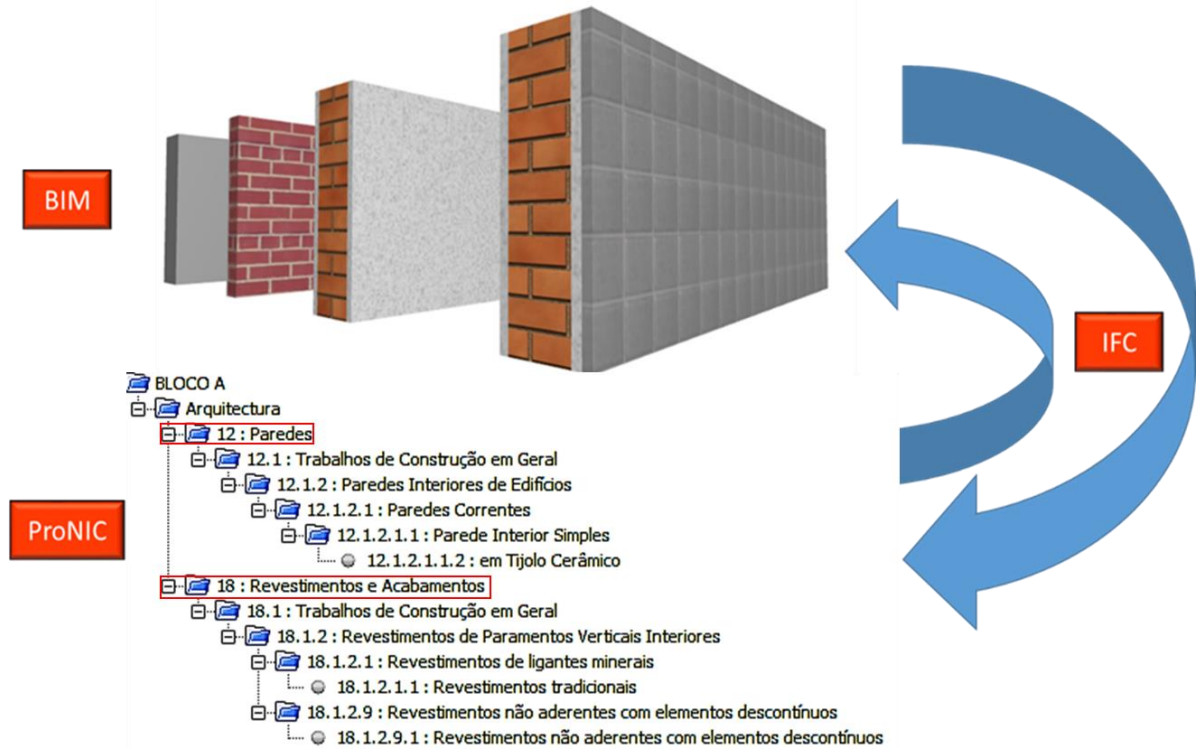 BIM
IFC
BLOCO A
Arquitectura
12 : Paredes
12.1 : Trabalhos de Construção em Geral
12.1.2 : Paredes Interiores de Edifícios
12.1.2.1 : Paredes Correntes
12.1.2.1.1 : Parede Interior Simples
12.1.2.1.1.2 : em Tijolo Cerâmico
ProNIC
18 : Revestimentos e Acabamentos
18.1 : Trabalhos de Construção em Geral
18.1.2 : Revestimentos de Paramentos Verticais Interiores
18.1.2.1 : Revestimentos de ligantes minerais
18.1.2.1.1 : Revestimentos tradicionais
18.1.2.9 : Revestimentos não aderentes com elementos descontínuos
18.1.2.9.1 : Revestimentos não aderentes com elementos descontínuos